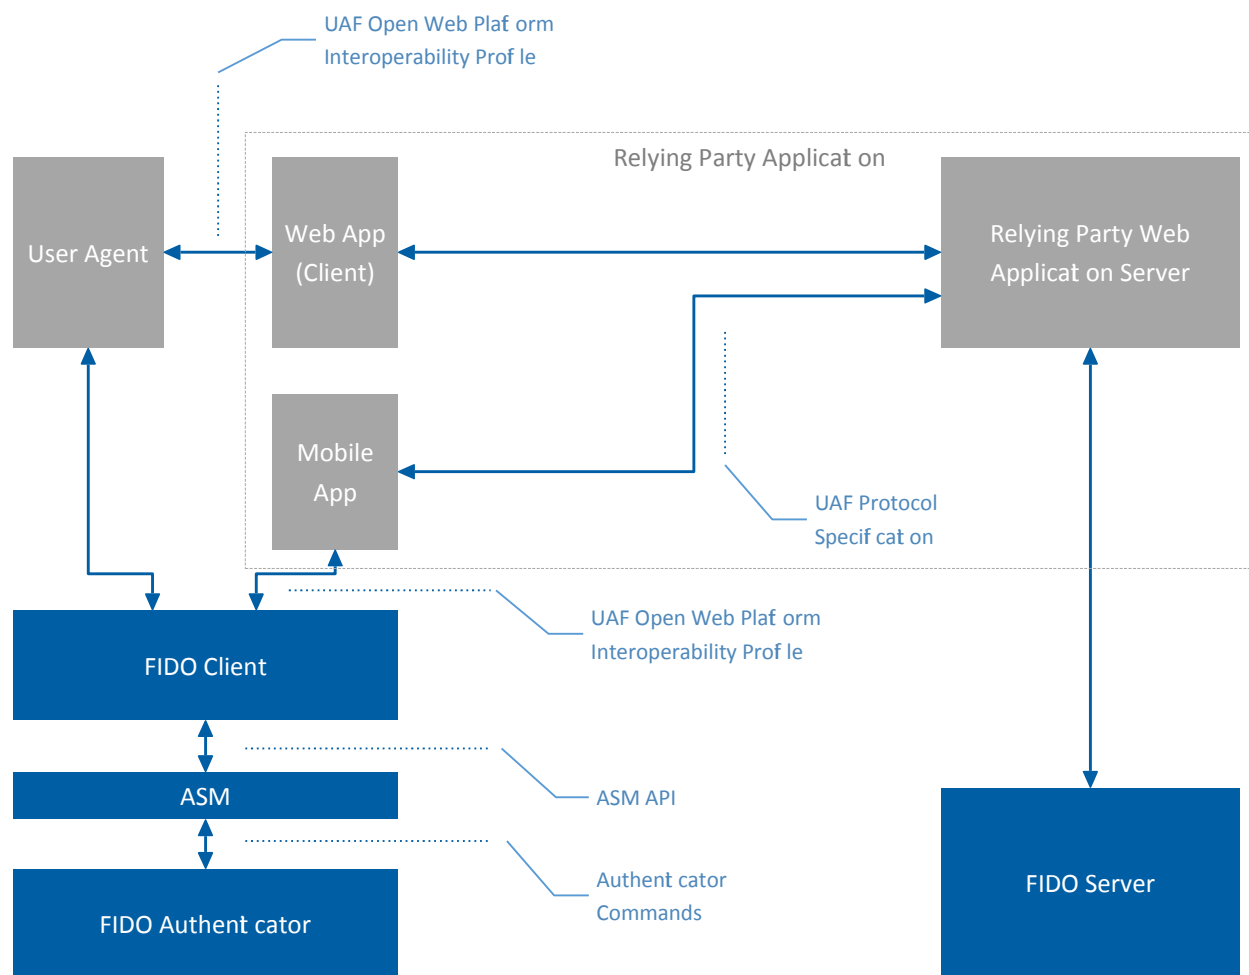 UAF Open Web Plat orm
Interoperability Prof le
Relying Party Applicat on
User Agent
Web App
(Client)
Relying Party Web
Applicat on Server
Mobile
App
UAF Protocol
Specif cat on
UAF Open Web Plat orm
Interoperability Prof le
FIDO Client
ASM
ASM API
Authent cator
Commands
FIDO Authent cator
FIDO Server